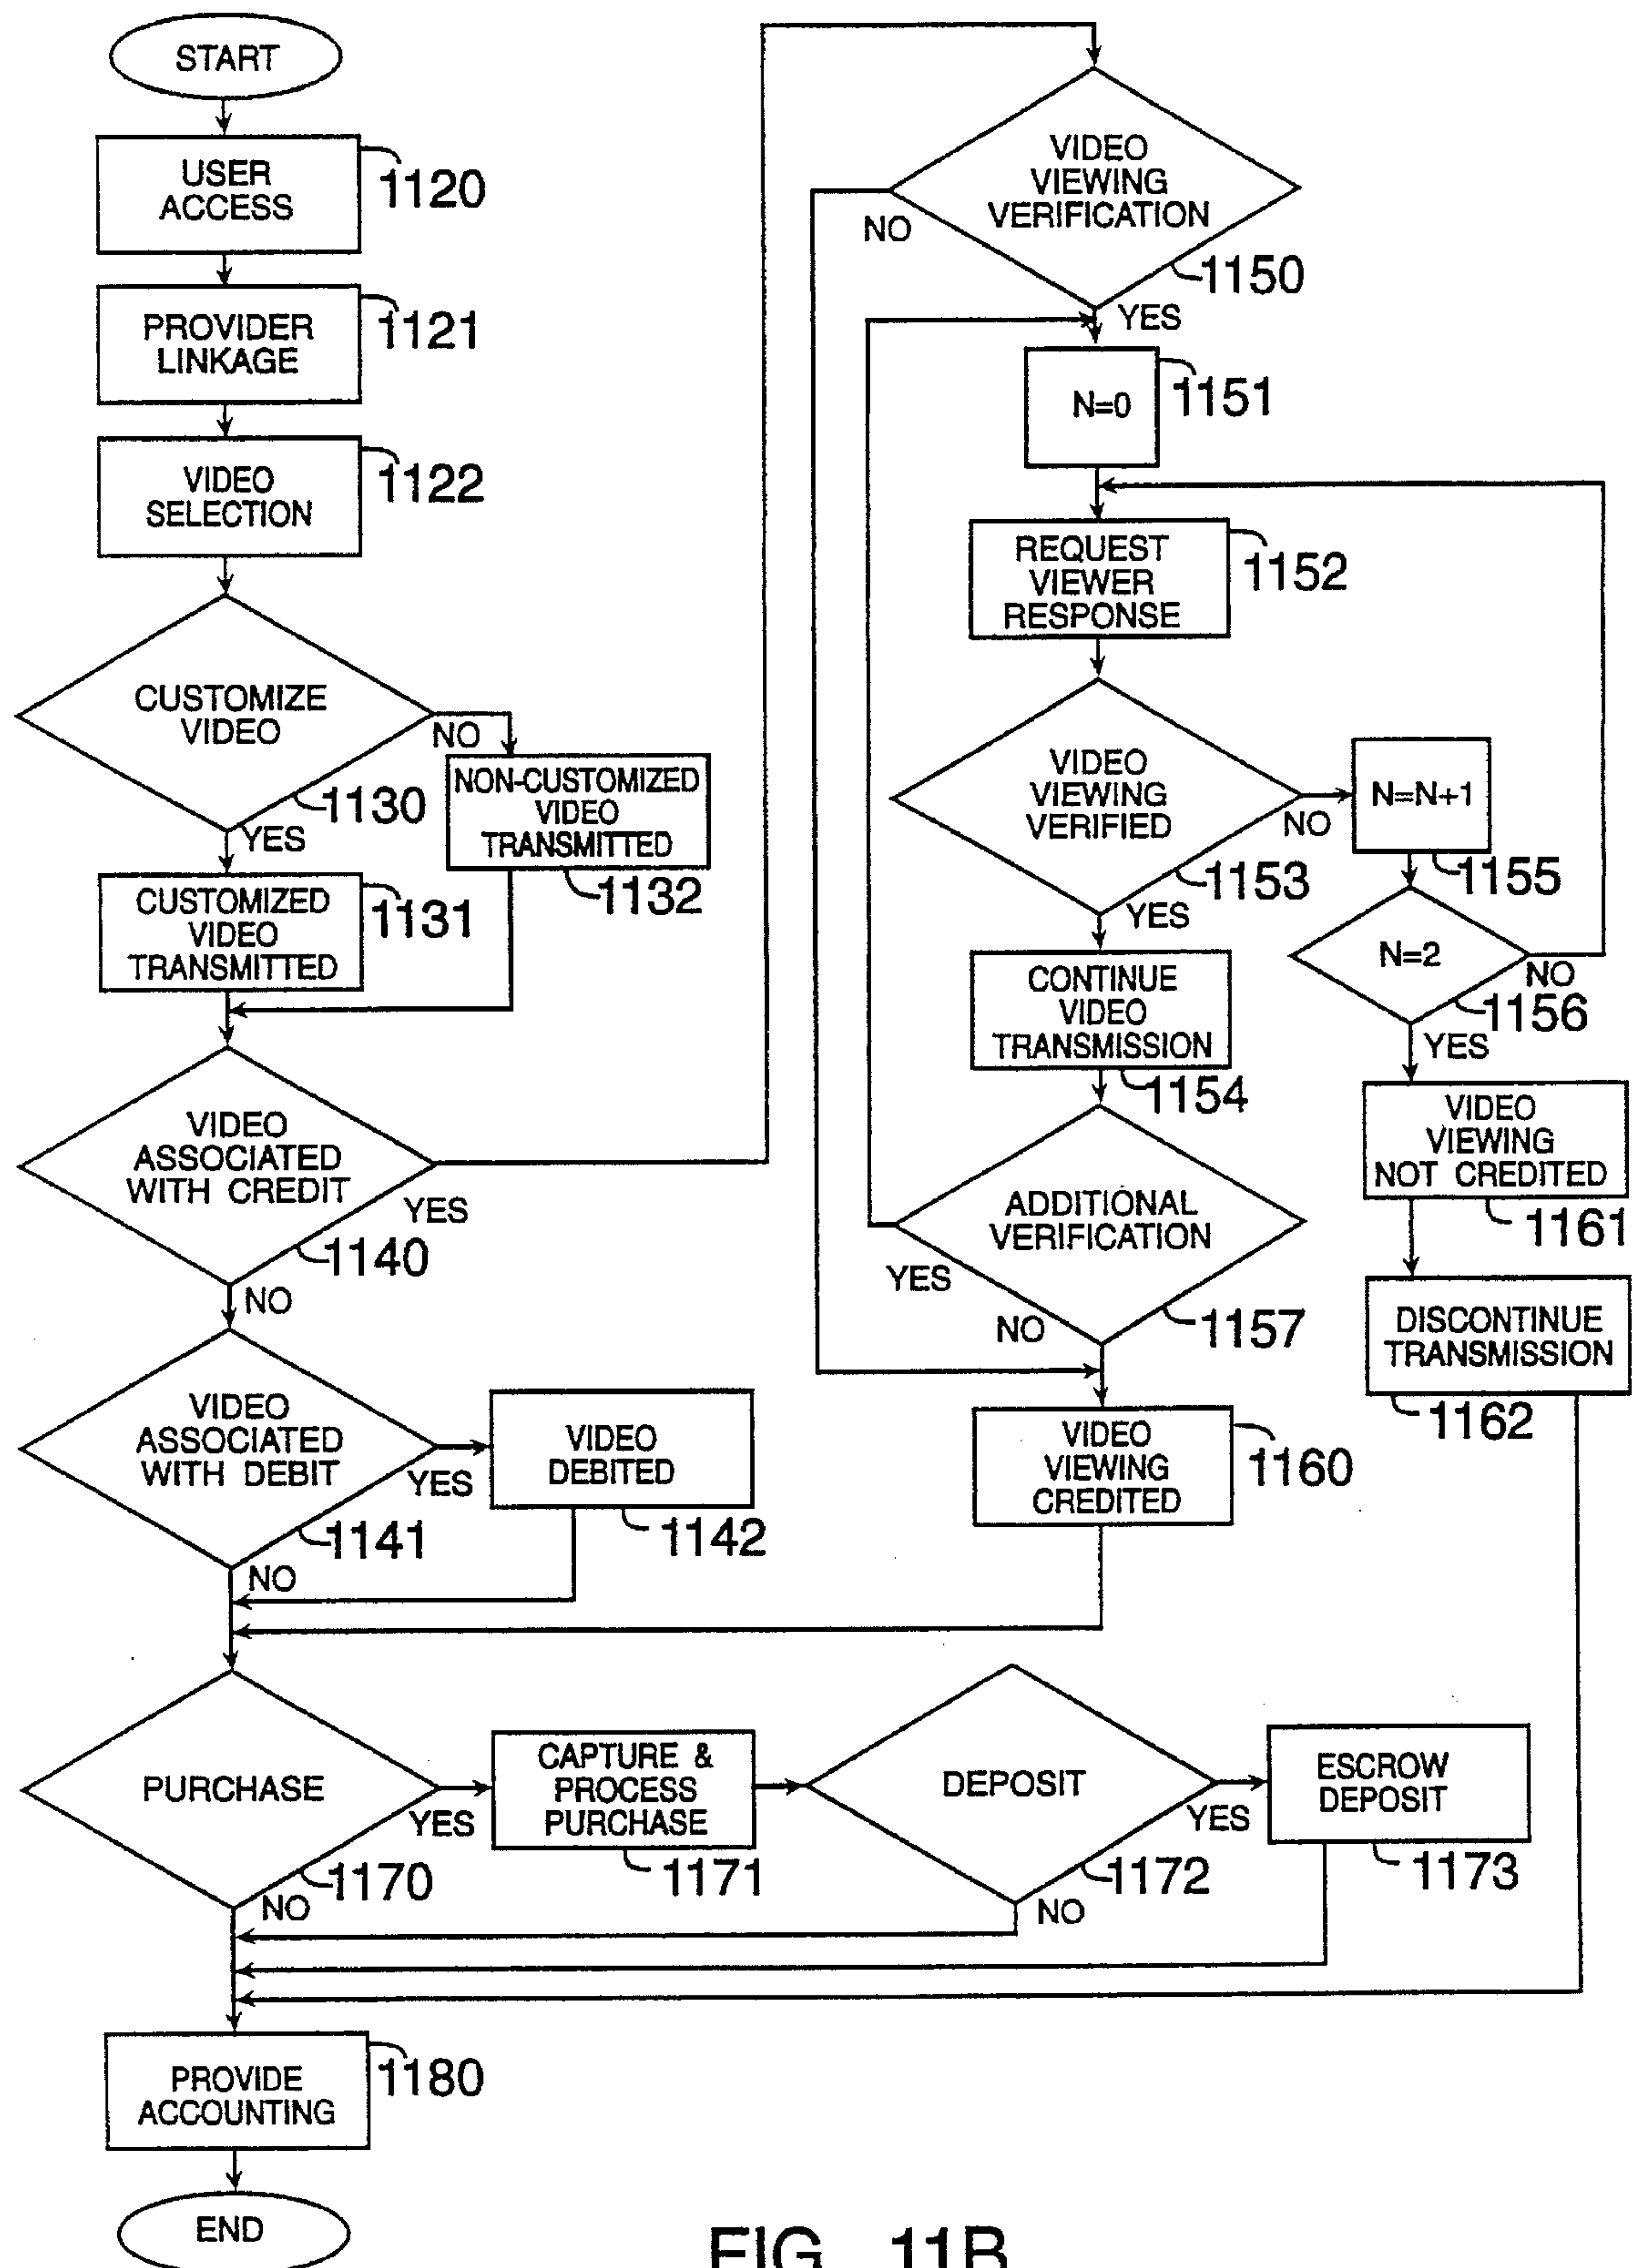 START
USER
ACCESS
1120
PROVIDER
LINKAGE
1121
VIDEO
SELECTION
1122
CUSTOMIZE
VIDEO
NO
1130
YES
NON-CUSTOMIZED
VIDEO
TRANSMITTED
1132
CUSTOMIZED
VIDEO
TRANSMITTED
1131
VIDEO
ASSOCIATED
WITH CREDIT
YES
1140
NO
VIDEO
ASSOCIATED
WITH DEBIT
YES
1141
NO
VIDEO
DEBITED
1142
VIDEO
VIEWING
VERIFICATION
NO
1150
YES
N=0
1151
REQUEST
VIEWER
RESPONSE
1152
VIDEO
VIEWING
VERIFIED
NO
1153
YES
N=N+1
1155
N=2
NO
1156
YES
CONTINUE
VIDEO
TRANSMISSION
1154
VIDEO
VIEWING
NOT CREDITED
1161
ADDITIONAL
VERIFICATION
YES
NO
1157
DISCONTINUE
TRANSMISSION
1162
VIDEO
VIEWING
CREDITED
1160
PURCHASE
YES
1170
NO
CAPTURE &
PROCESS
PURCHASE
1171
DEPOSIT
YES
1172
NO
ESCROW
DEPOSIT
1173
PROVIDE
ACCOUNTING
1180
END
FIG. 11B